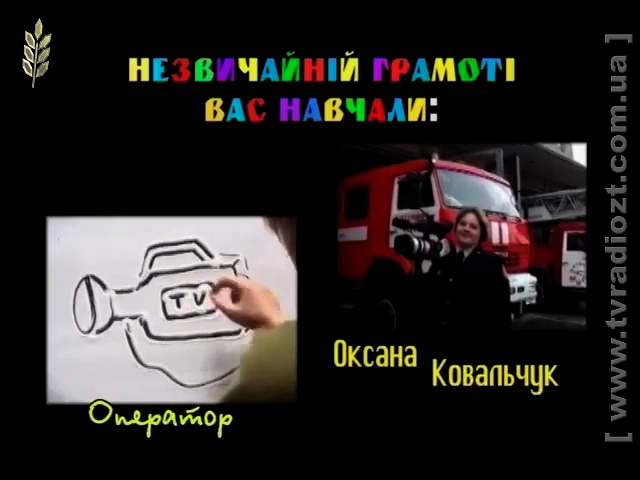 НЕЗВИЧАЙНІЙ ГРАМОТІ
ВАС НАВЧАЛИ:
TV
Оператор
Оксана Ковальчук
[ www.tvradiozt.com.ua ]